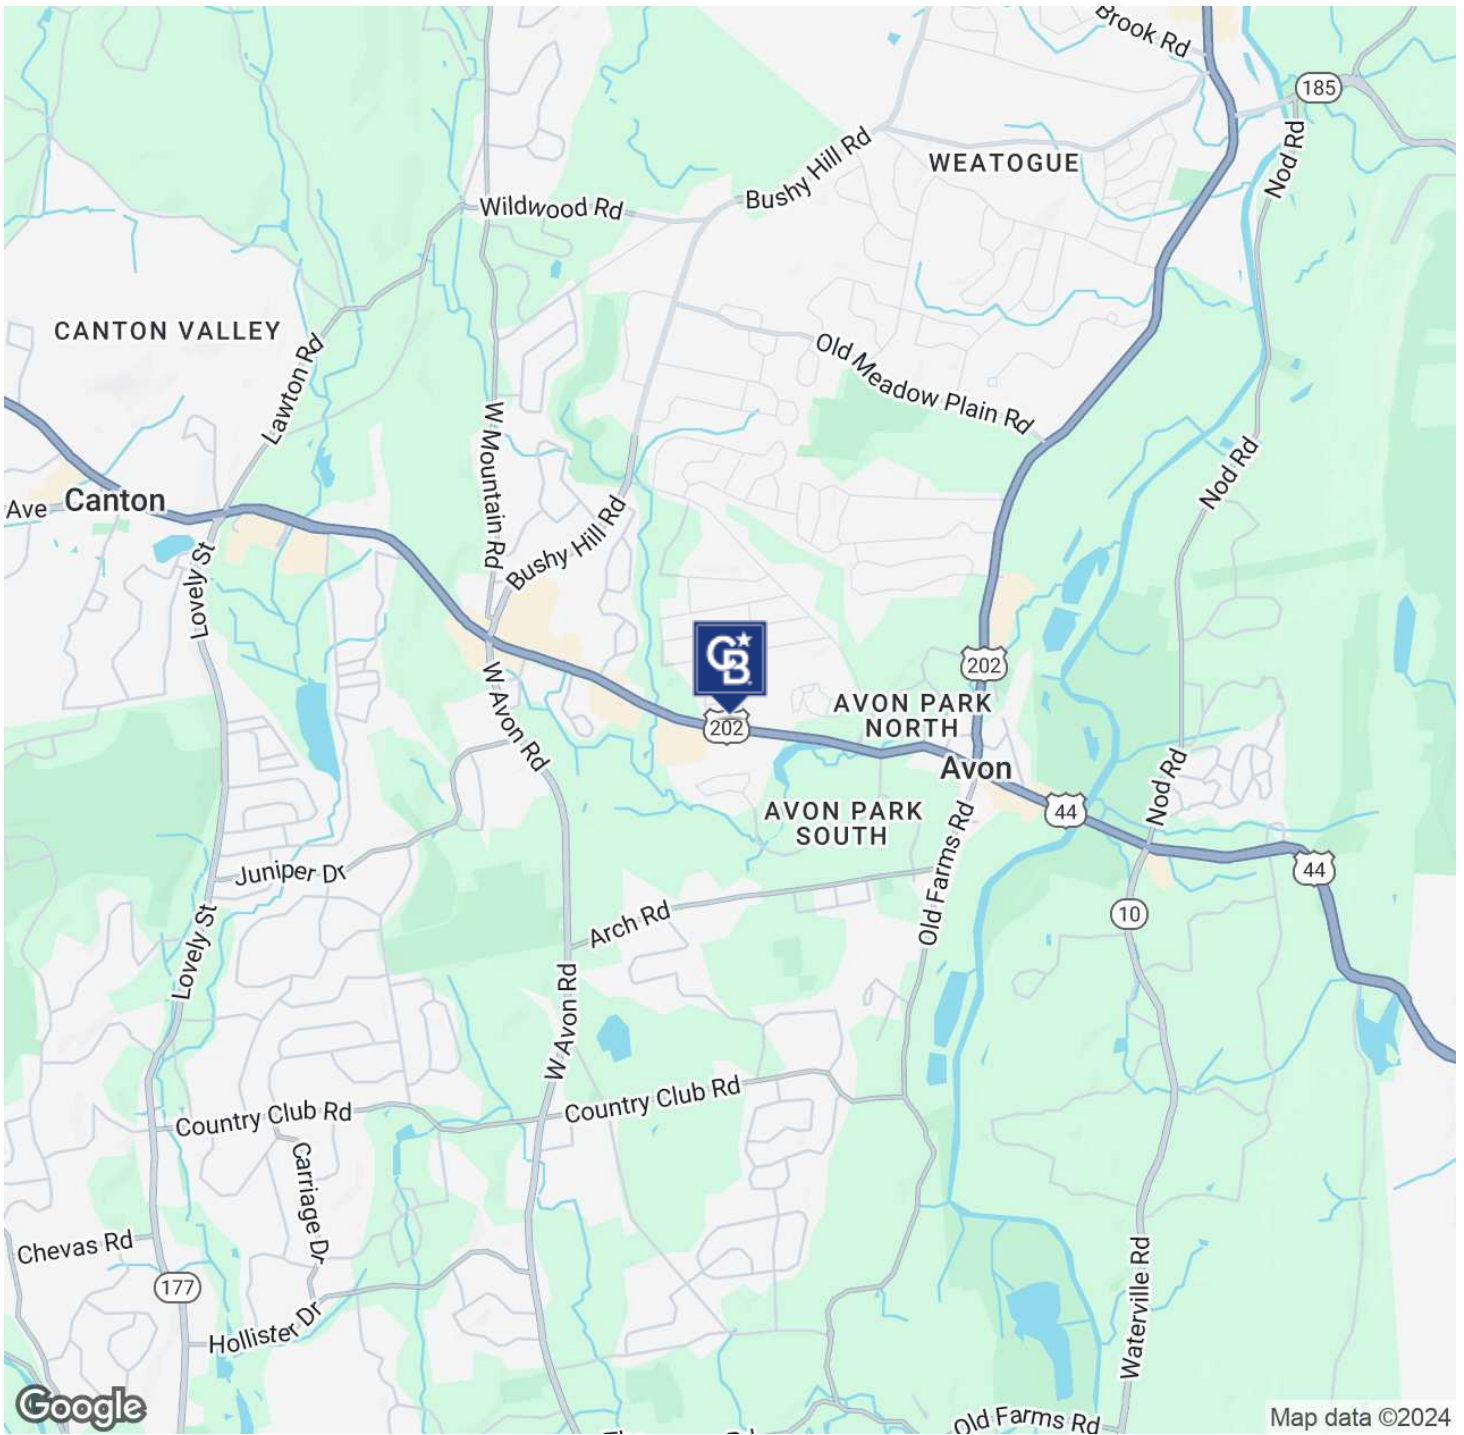 Brook Rd
185
Nod Rd
WEATOGUE
Bushy Hill Rd
Wildwood Rd
CANTON VALLEY
Lawton Rd
Old Meadow Plain Rd
W Mountain Rd
Nod Rd
Ave
Canton
Bushy Hill Rd
Lovely St
CB
202
202
W Avon Rd
AVON PARK
NORTH
Avon
Nod Rd
44
AVON PARK
SOUTH
44
Old Farms Rd
Juniper Dr
10
Arch Rd
Lovely St
W Avon Rd
Country Club Rd
Country Club Rd
Carriage Dr
Chevas Rd
177
Hollister Dr
Waterville Rd
Google
Old Farms Rd
Map data ©2024